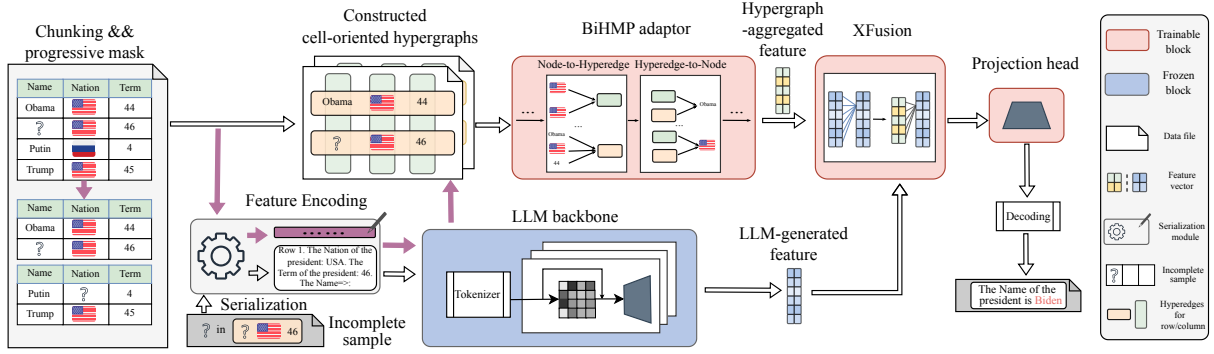 Chunking &&
progressive mask
Name Nation Term
Obama 44
? 46
Putin 4
Trump 45
Name Nation Term
Obama 44
? 46
Name Nation Term
Putin ? 4
Trump 45
Constructed
cell-oriented hypergraphs
Obama 44
? 46
Feature Encoding
Row 1. The Nation of the
president: USA. The
Term of the president: 46.
The Name=>:
Serialization
? in ? 46
Incomplete
sample
BiHMP adaptor
Node-to-Hyperedge Hyperedge-to-Node
...
...
Obama
44
Obama
...
...
LLM backbone
Tokenizer
Hypergraph
-aggregated feature
LLM-generated
feature
XFusion
Projection head
Decoding
The Name of the
president is Biden
Trainable
block
Frozen
block
Data file
Feature
vector
Serialization
module
?
Incomplete
sample
Hyperedges for
row/column